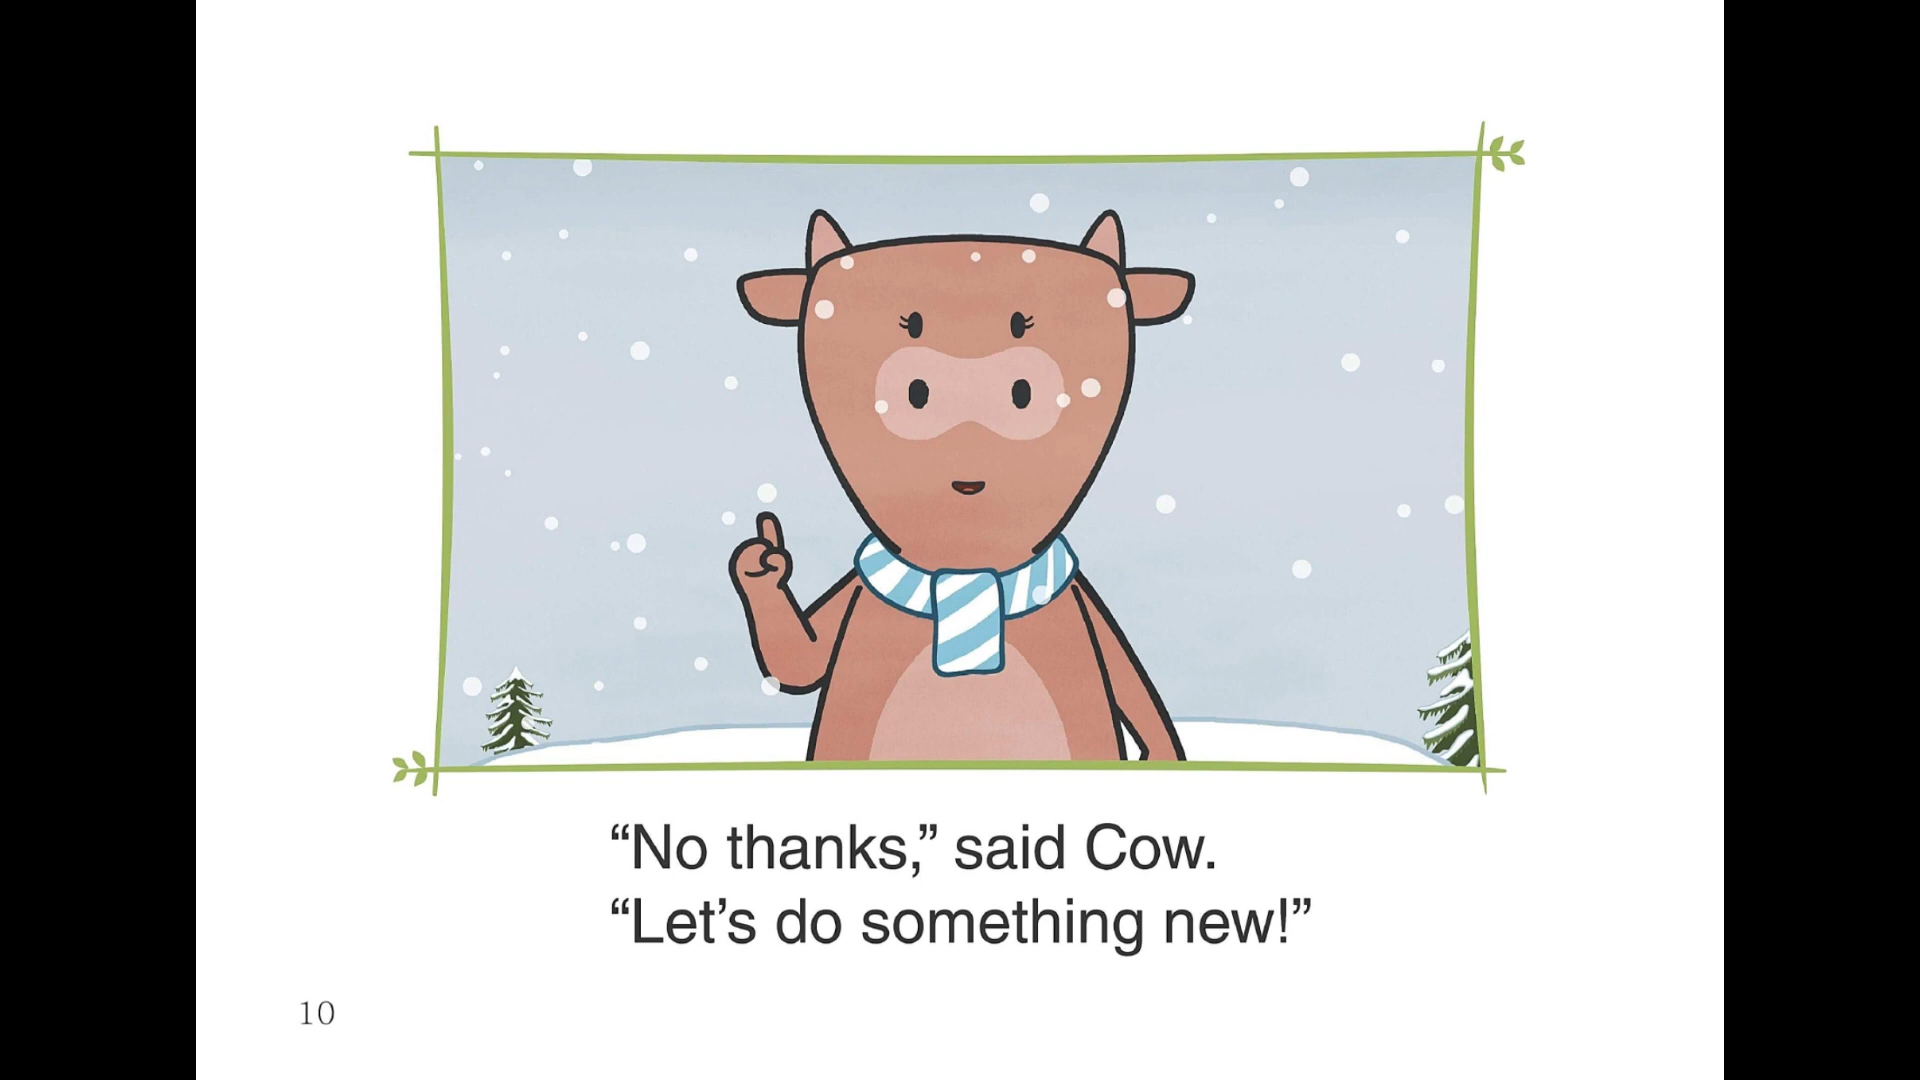 “No thanks,” said Cow.
“Let’s do something new!”
10